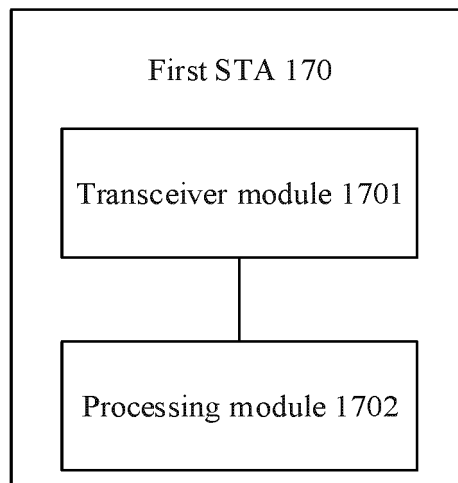 First STA 170
Transceiver module 1701
Processing module 1702